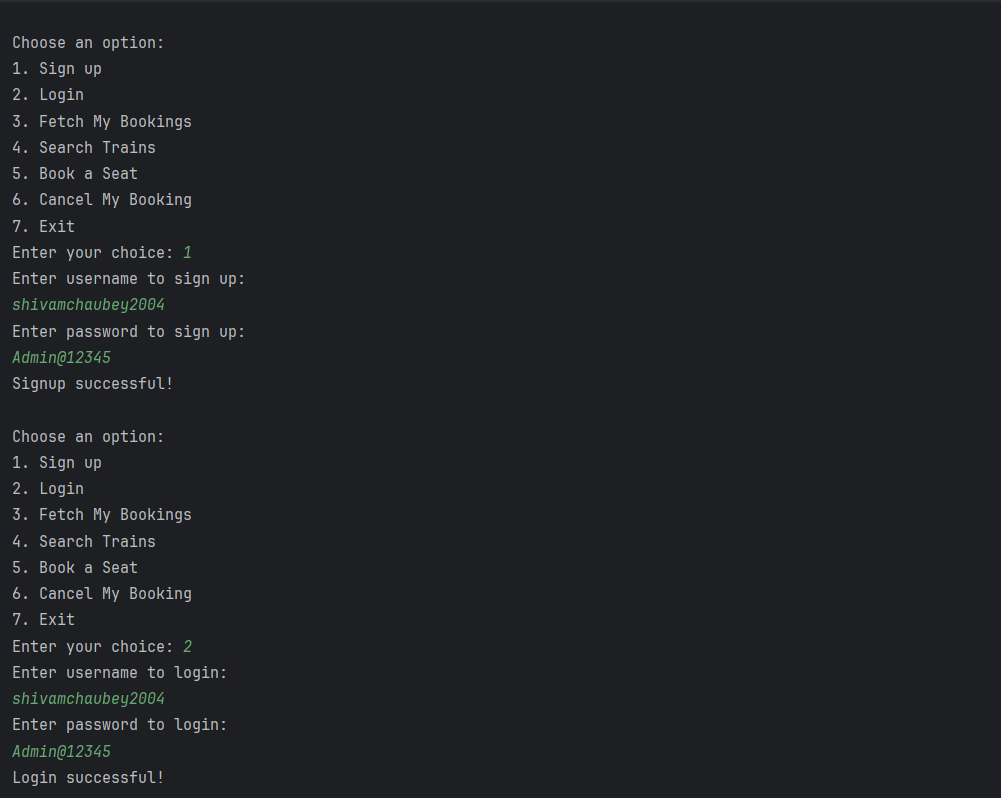 Choose an option:
1. Sign up
2. Login
3. Fetch My Bookings
4. Search Trains
5. Book a Seat
6. Cancel My Booking
7. Exit
Enter your choice: 1
Enter username to sign up:
shivamchaubey2004
Enter password to sign up:
Admin@12345
Signup successful!

Choose an option:
1. Sign up
2. Login
3. Fetch My Bookings
4. Search Trains
5. Book a Seat
6. Cancel My Booking
7. Exit
Enter your choice: 2
Enter username to login:
shivamchaubey2004
Enter password to login:
Admin@12345
Login successful!